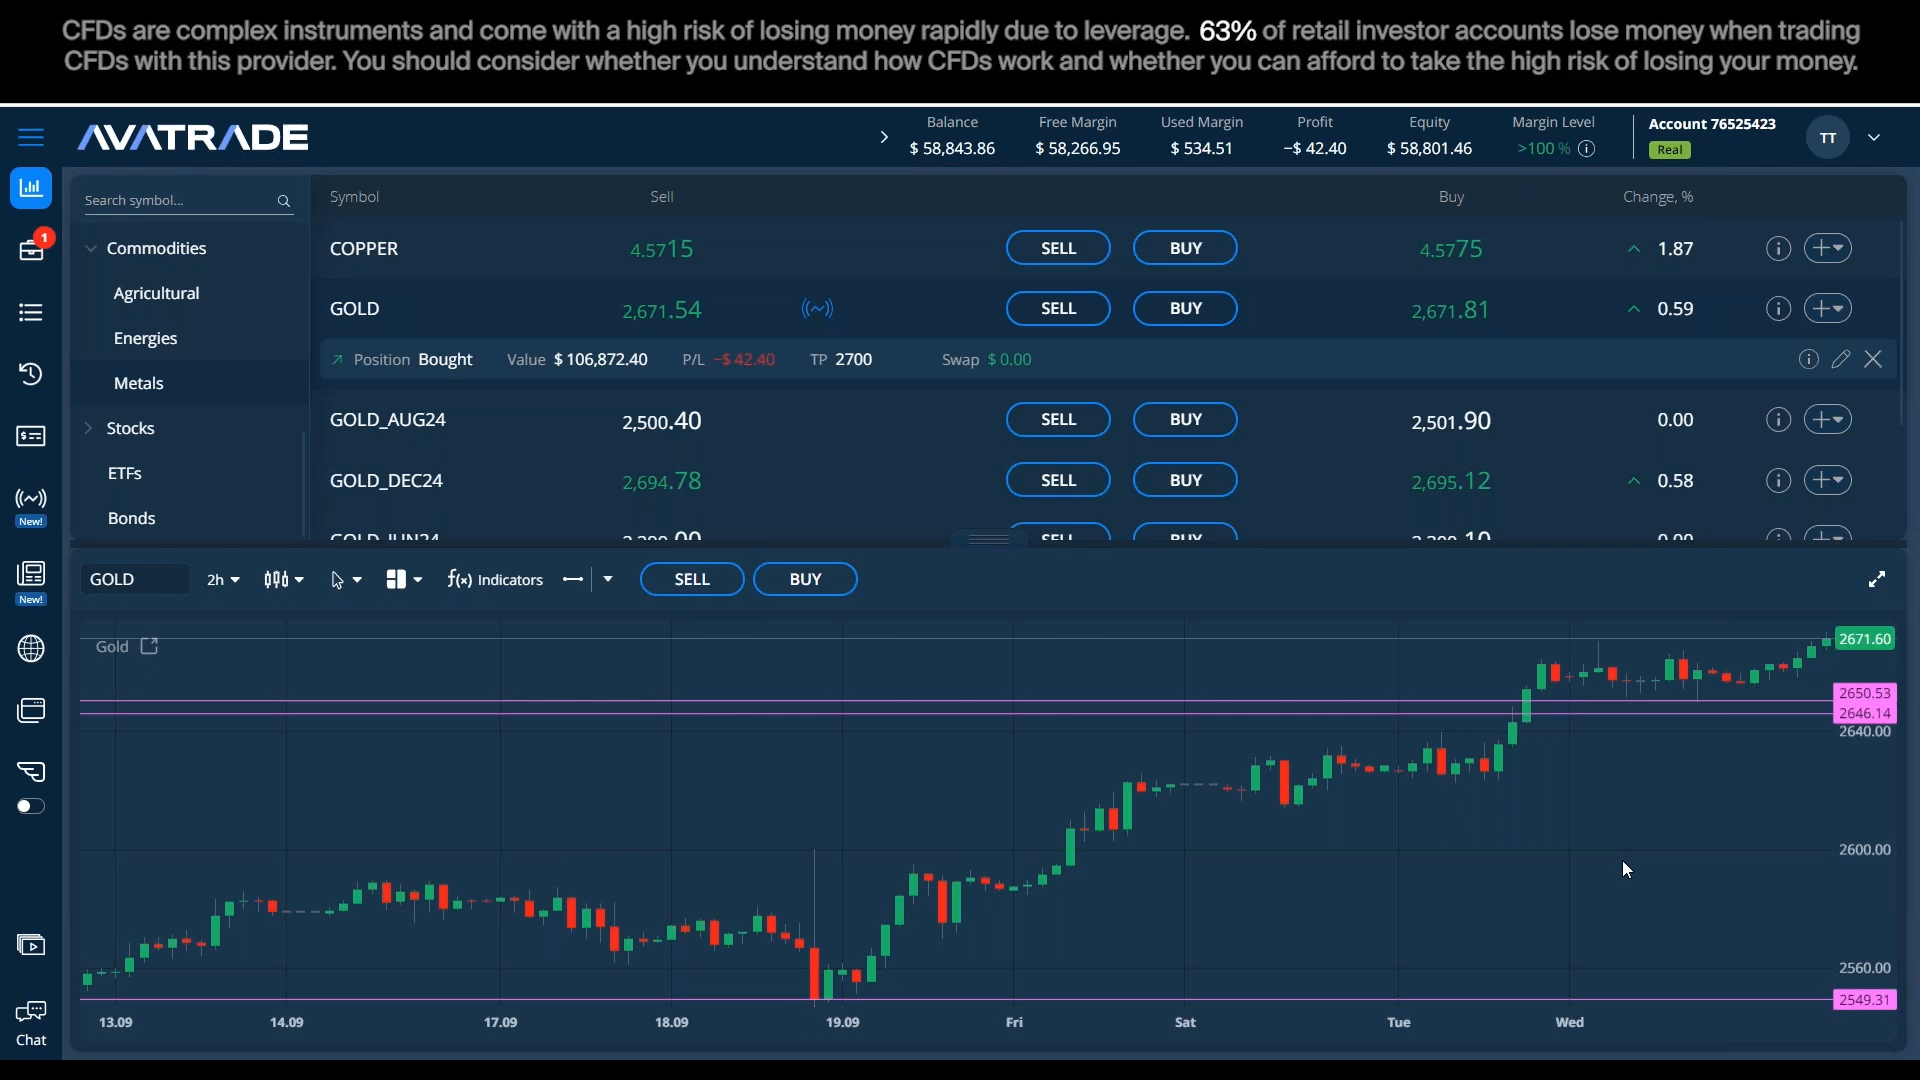 CFDs are complex instruments and come with a high risk of losing money rapidly due to leverage. 63% of retail investor accounts lose money when trading
CFDs with this provider. You should consider whether you understand how CFDs work and whether you can afford to take the high risk of losing your money.
AVATRADE
Balance Free Margin Used Margin Profit Equity Margin Level Account 76525423
$ 58,843.86 $ 58,266.95 $ 534.51 –$ 42.40 $ 58,801.46 >100 % Real TT
Search symbol... Symbol Sell Buy Change, %
Commodities COPPER 4.5715 SELL BUY 4.5775 1.87
1
Agricultural GOLD 2,671.54 SELL BUY 2,671.81 0.59
Energies
Position Bought Value $ 106,872.40 P/L –$ 42.40 TP 2700 Swap $ 0.00
Metals
Stocks GOLD_AUG24 2,500.40 SELL BUY 2,501.90 0.00
ETFs GOLD_DEC24 2,694.78 SELL BUY 2,695.12 0.58
Bonds
New!
SELL BUY
GOLD 2h f(x) Indicators SELL BUY
New!
Gold 2671.60
2650.53
2646.14
2640.00
2600.00
2560.00
2549.31
13.09 14.09 17.09 18.09 19.09 Fri Sat Tue Wed
Chat